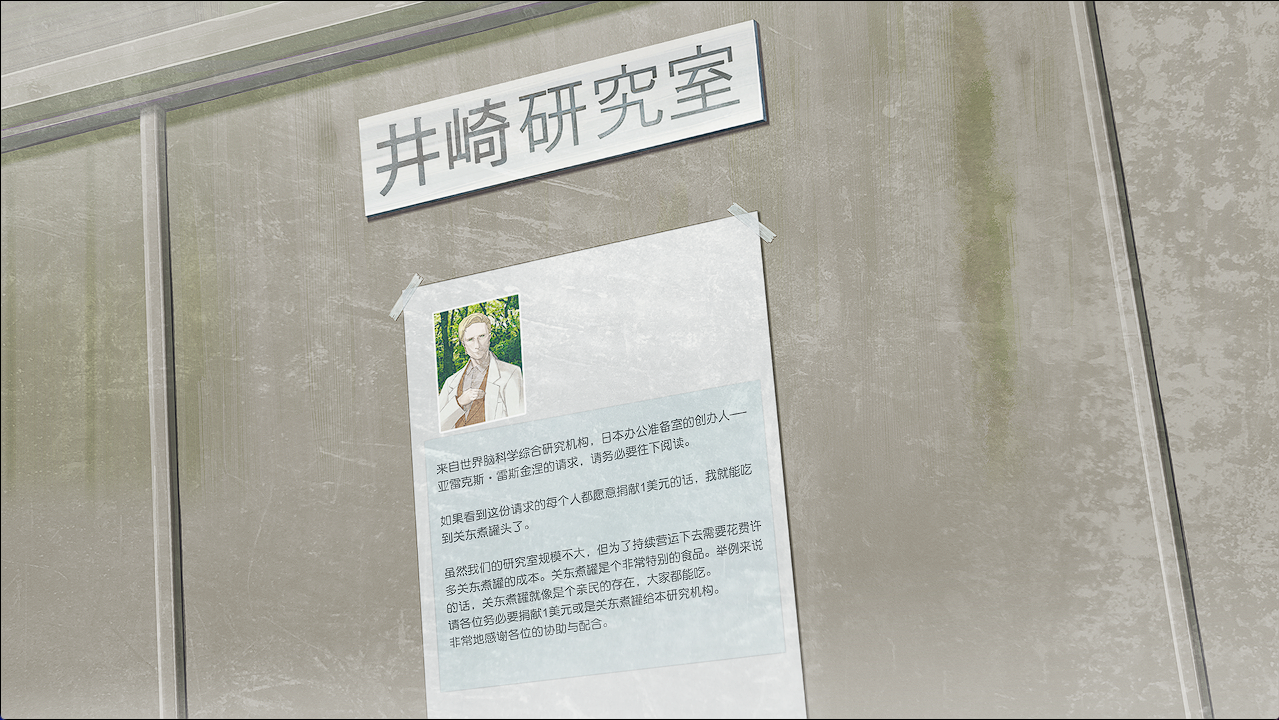 井崎研究室
来自世界脑科学综合研究机构，日本办公准备室的创办人——
亚雷克斯·雷斯金涅的请求，请务必要往下阅读。
如果看到这份请求的每个人都愿意捐献1美元的话，我就能吃
到关东煮罐头了。
虽然我们的研究室规模不大，但为了持续营运下去需要花费许
多关东煮罐的成本。关东煮罐是个非常特别的食品。举例来说
的话，关东煮罐就像是个亲民的存在，大家都能吃。
请各位务必要捐献1美元或是关东煮罐给本研究机构。
非常地感谢各位的协助与配合。